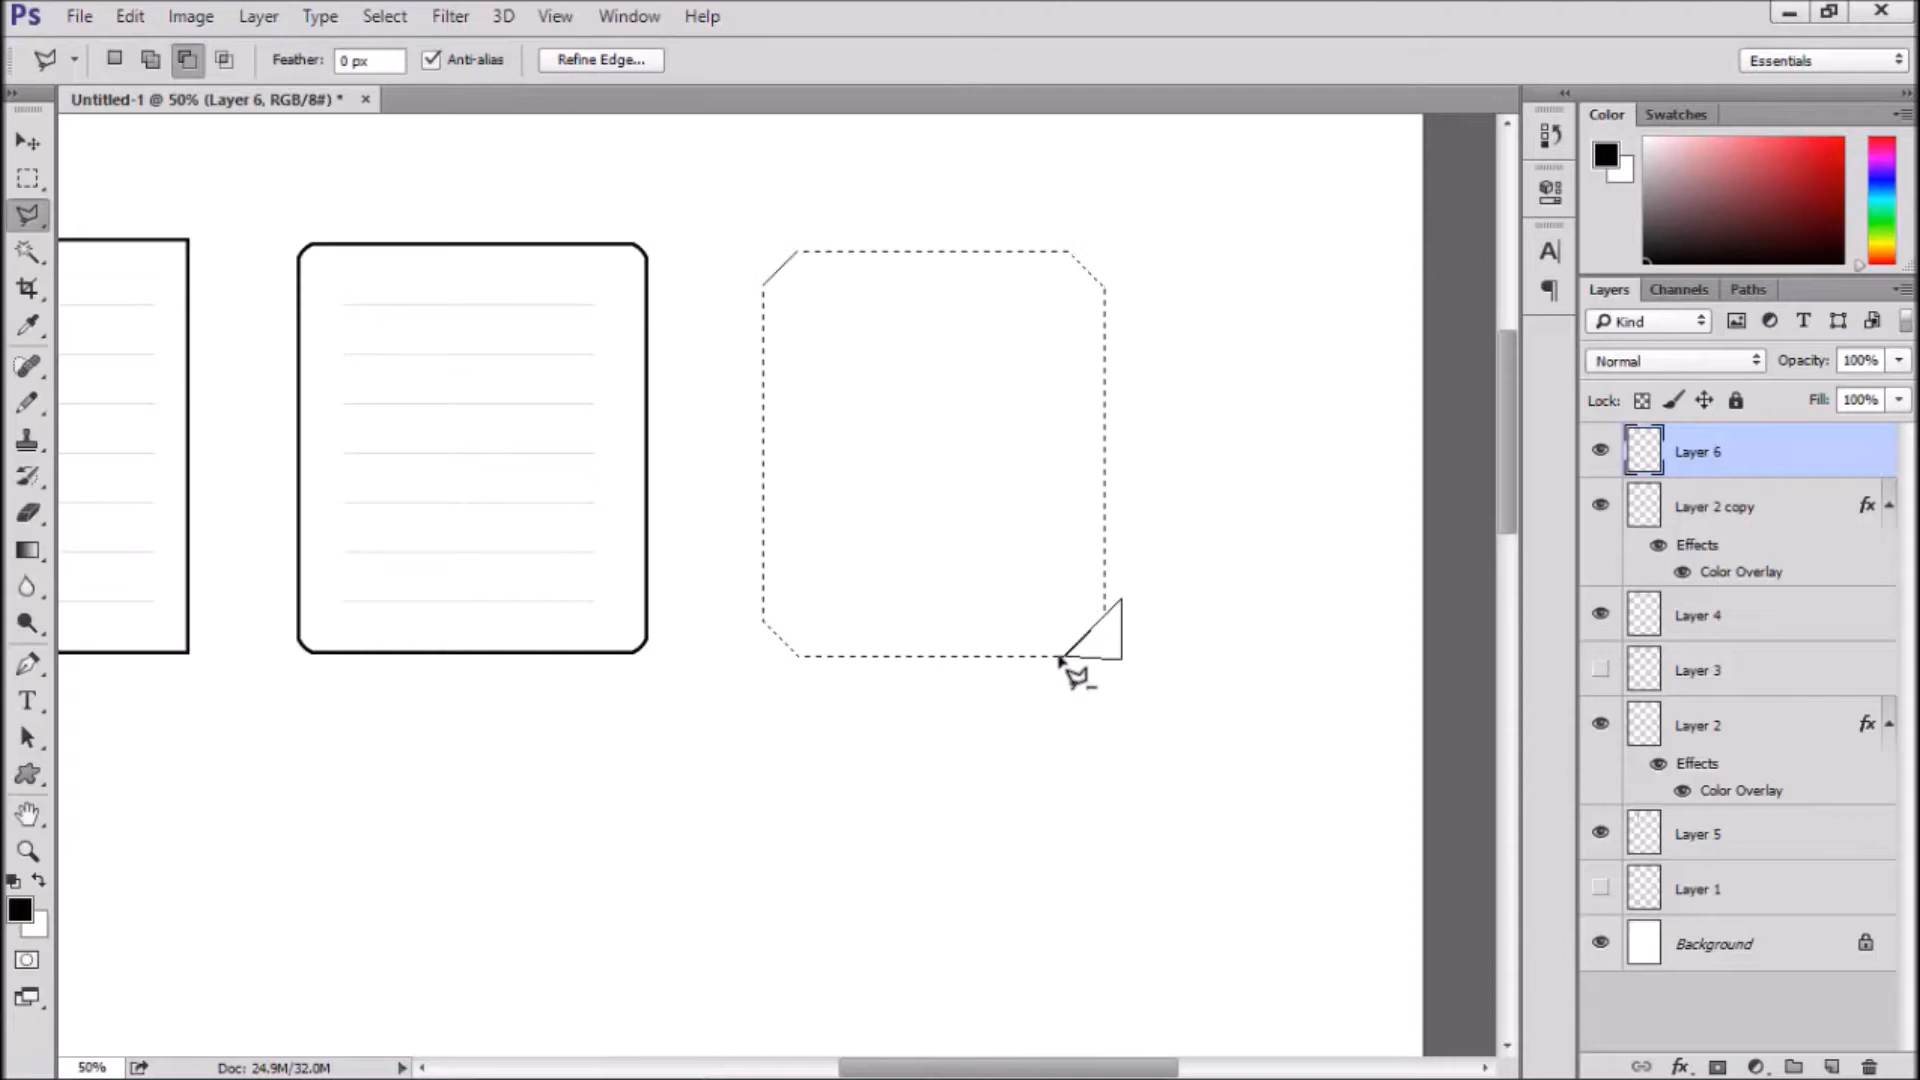 Ps File Edit Image Layer Type Select Filter 3D View Window Help
Feather: 0 px Anti-alias Refine Edge... Essentials
Untitled-1 @ 50% (Layer 6, RGB/8#) * ×
Color Swatches
Layers Channels Paths
Kind T
Normal Opacity: 100%
Lock: Fill: 100%
Layer 6
Layer 2 copy fx
Effects
Color Overlay
Layer 4
Layer 3
Layer 2 fx
Effects
Color Overlay
Layer 5
Layer 1
Background
50% Doc: 24.9M/32.0M
fx